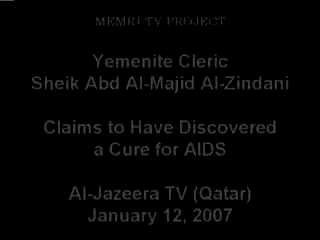 MEMRI TV PROJECT
Yemenite Cleric
Sheik Abd Al-Majid Al-Zindani
Claims to Have Discovered
a Cure for AIDS
Al-Jazeera TV (Qatar)
January 12, 2007